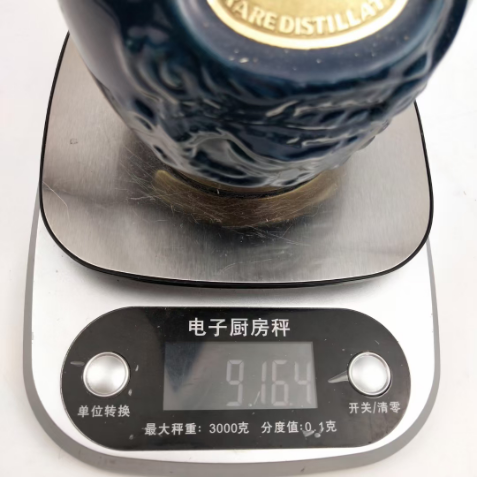 RARE DISTILLAT
电子厨房秤
916.4
单位转换
开关/清零
最大秤重: 3000克 分度值:0.1克